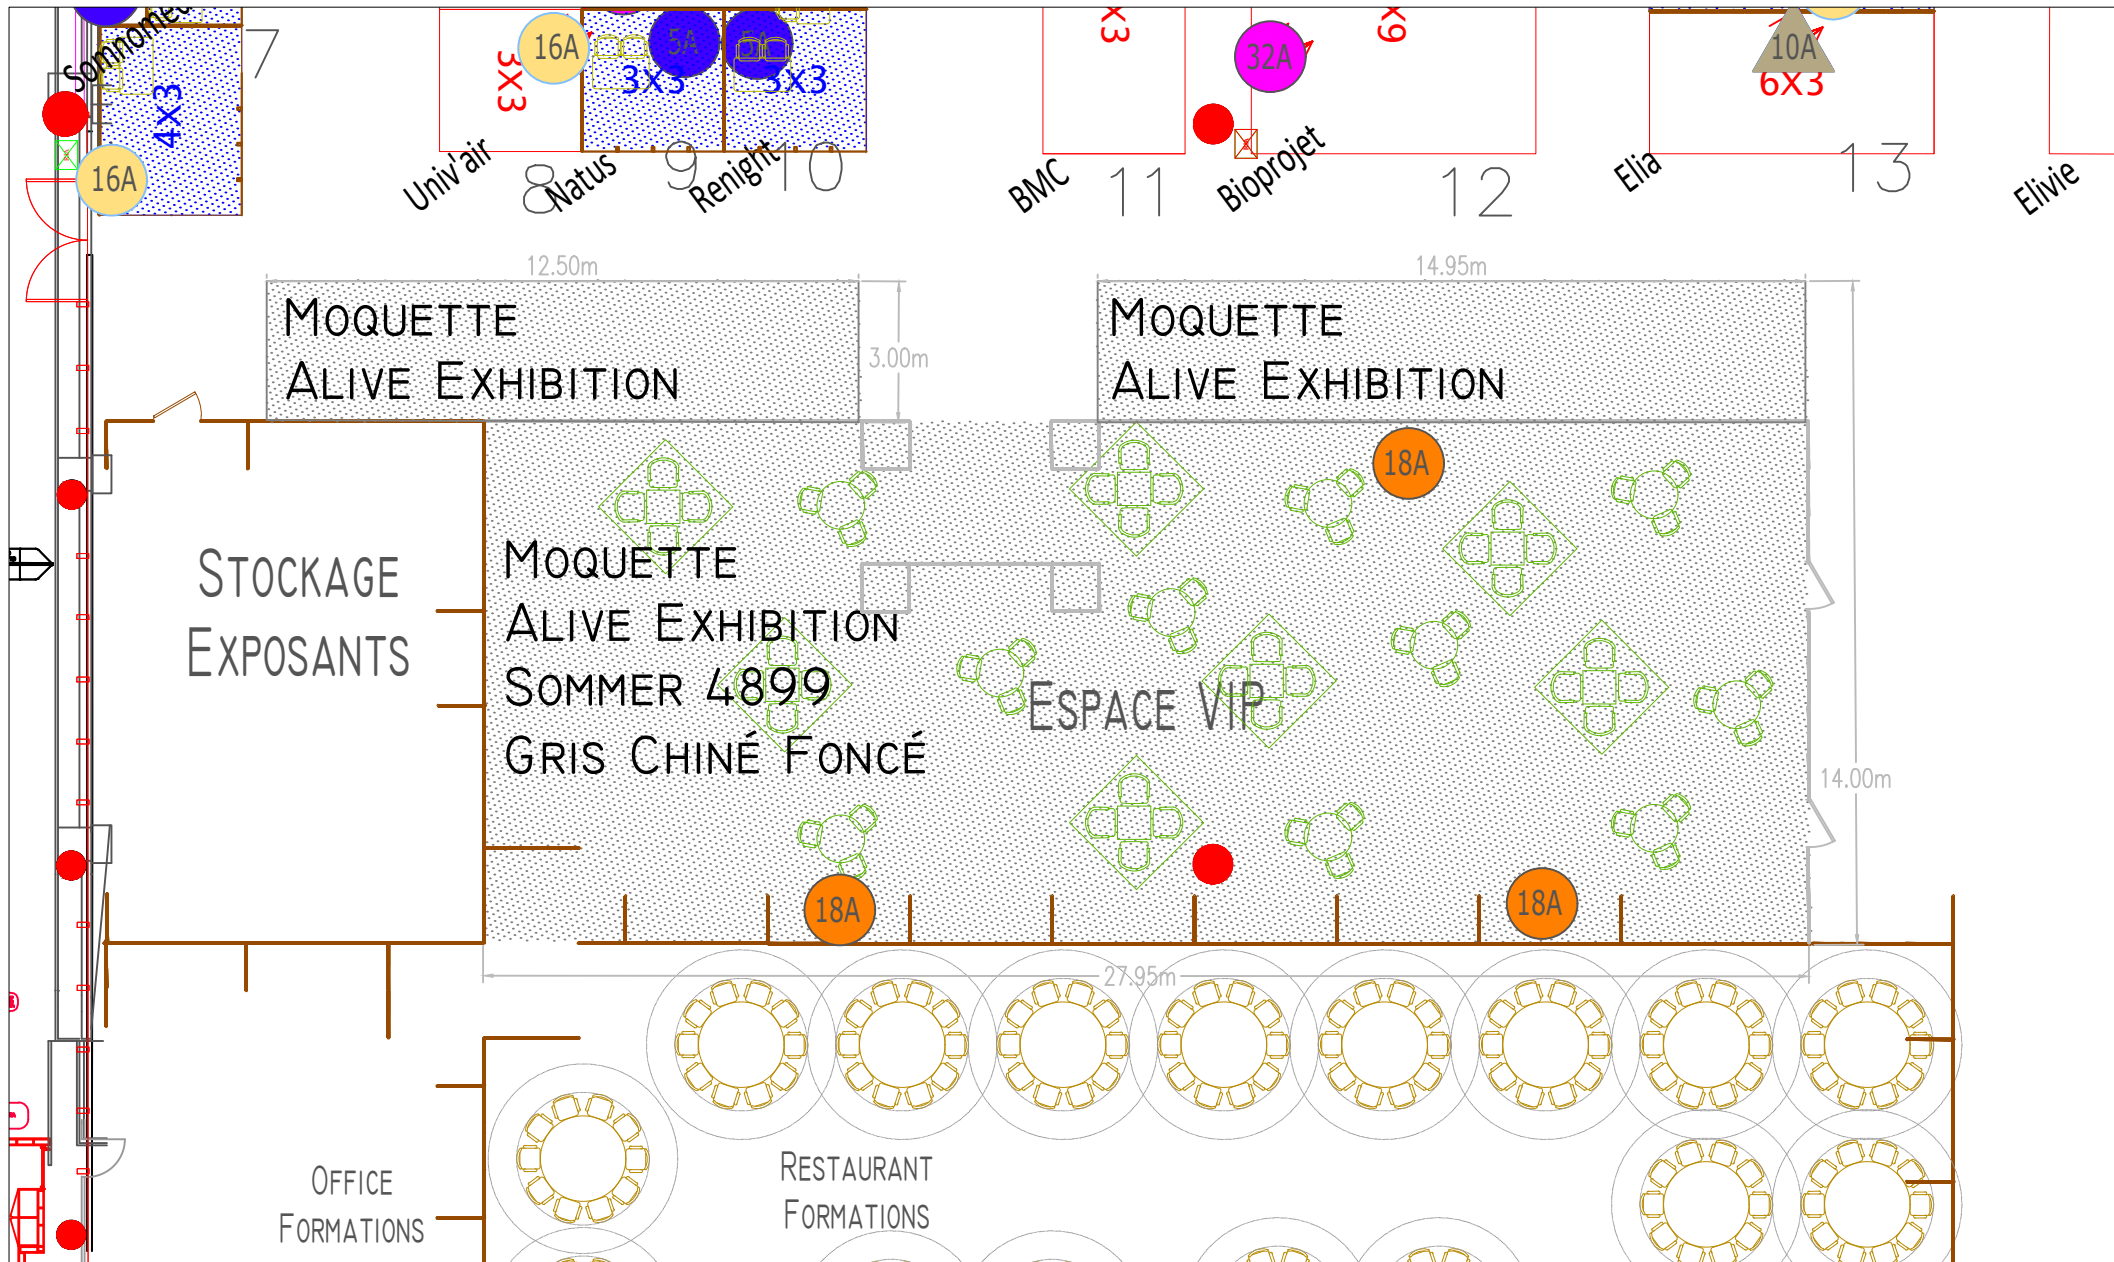 Somnomed
7
4X3
16A
16A
3X3
5A
3X3
5A
3X3
Univ'air
8
Natus
9
Renight
10
X3
32A
X9
BMC
11
Bioprojet
12
10A
6X3
Elia
13
Elivie
12.50m
14.95m
MOQUETTE
ALIVE EXHIBITION
3.00m
MOQUETTE
ALIVE EXHIBITION
18A
STOCKAGE
EXPOSANTS
MOQUETTE
ALIVE EXHIBITION
SOMMER 4899
GRIS CHINÉ FONCÉ
ESPACE VIP
14.00m
18A
18A
27.95m
OFFICE
FORMATIONS
RESTAURANT
FORMATIONS